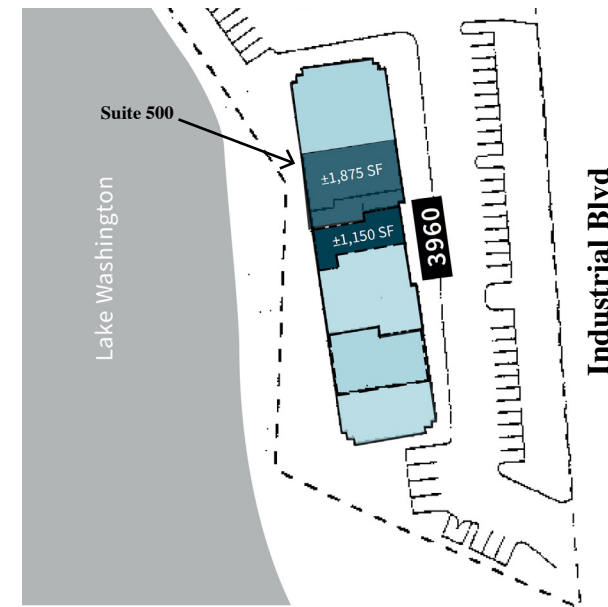 Suite 500
±1,875 SF
±1,150 SF
3960
Lake Washington
Industrial Blvd